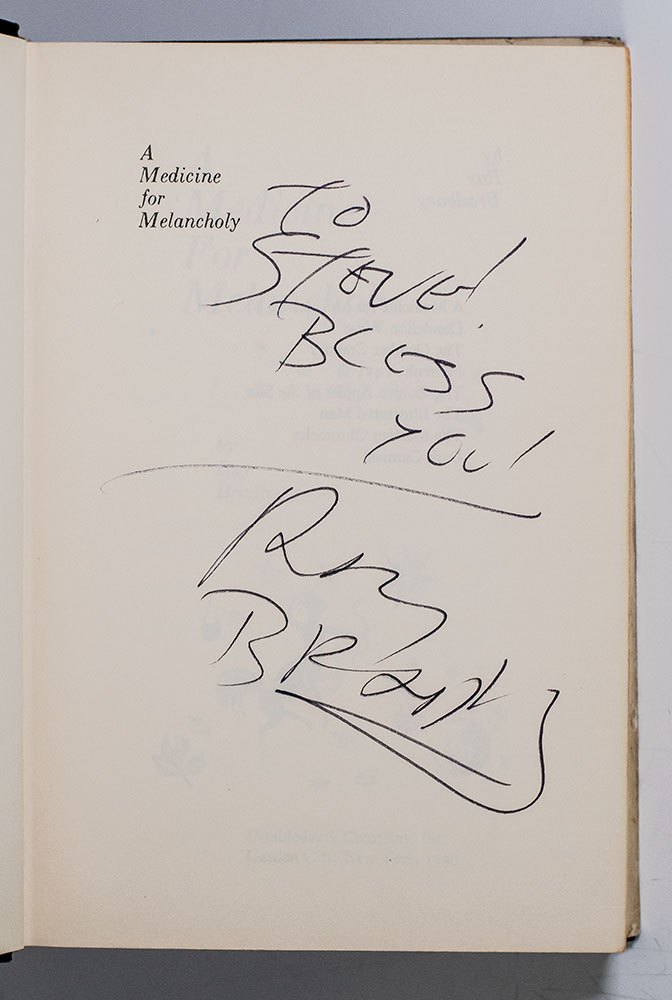 A
Medicine
for
Melancholy
To
Steve!
Bless
You!
Ray
Bradbury